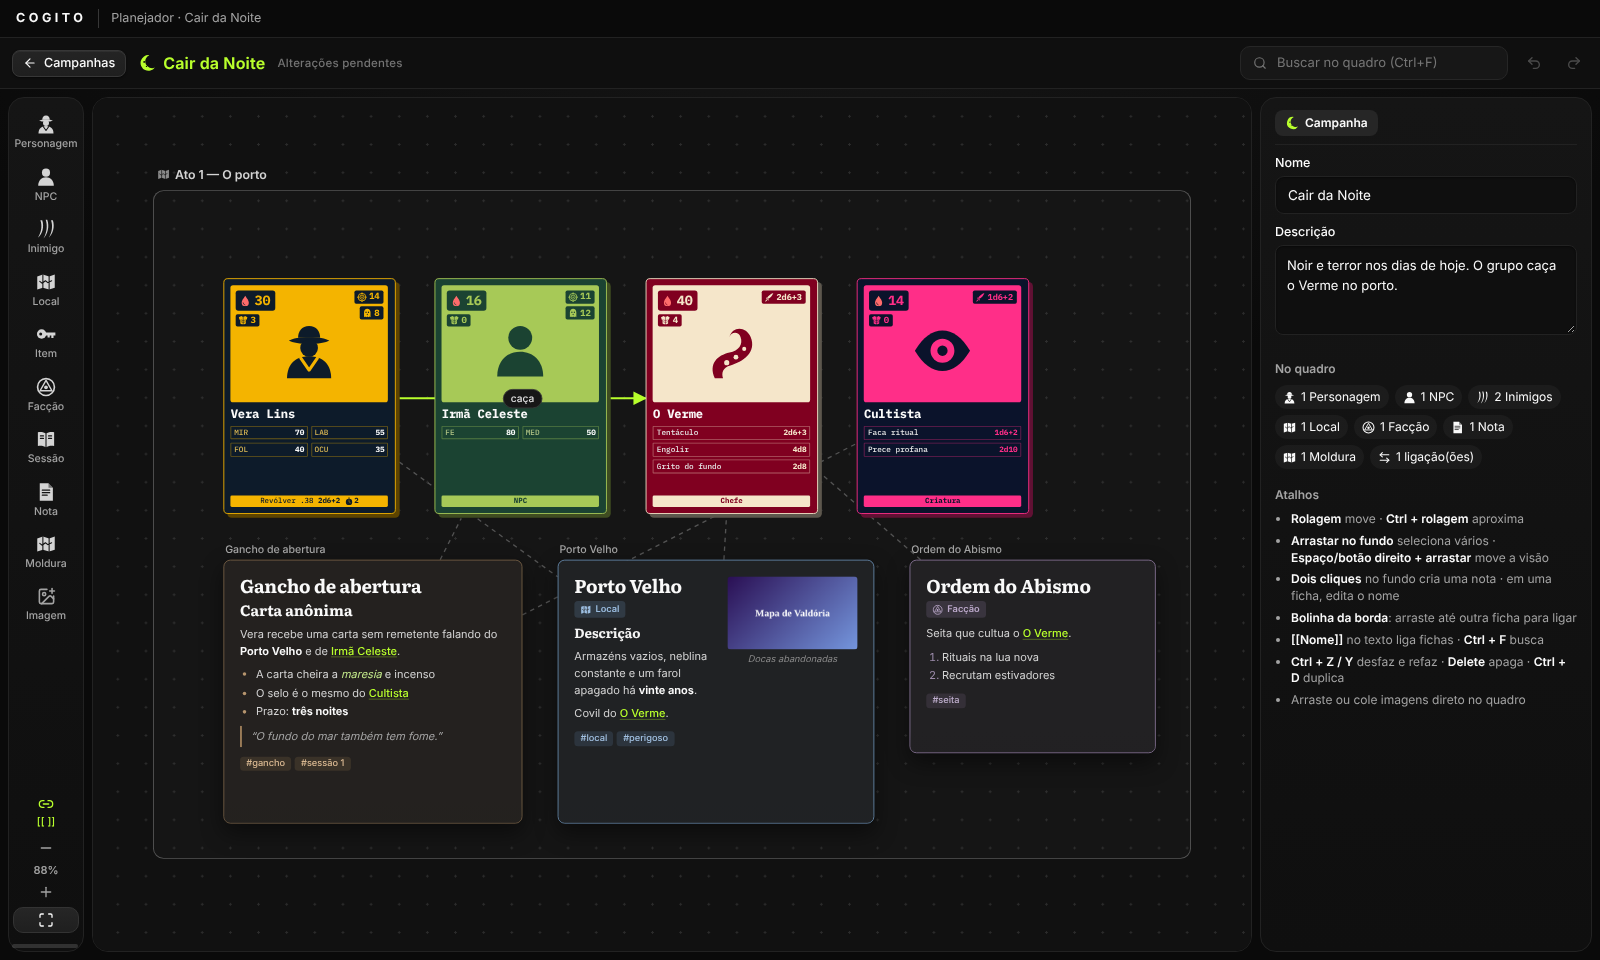 COGITO
Planejador · Cair da Noite
Campanhas
Cair da Noite
Alterações pendentes
Buscar no quadro (Ctrl+F)
Personagem
NPC
Inimigo
Local
Item
Facção
Sessão
Nota
Moldura
Imagem
[[ ]]
88%
Ato 1 — O porto
30
14
3
8
Vera Lins
MIR 70
LAB 55
FOL 40
OCU 35
Revólver .38 2d6+2 2
16
11
0
12
caça
Irmã Celeste
FE 80
MED 50
NPC
40
2d6+3
4
O Verme
Tentáculo 2d6+3
Engolir 4d8
Grito do fundo 2d8
Chefe
14
1d6+2
0
Cultista
Faca ritual 1d6+2
Prece profana 2d10
Criatura
Gancho de abertura
Gancho de abertura
Carta anônima
Vera recebe uma carta sem remetente falando do
Porto Velho e de Irmã Celeste.
• A carta cheira a maresia e incenso
• O selo é o mesmo do Cultista
• Prazo: três noites
“O fundo do mar também tem fome.”
#gancho
#sessão 1
Porto Velho
Porto Velho
Local
Descrição
Armazéns vazios, neblina
constante e um farol
apagado há vinte anos.
Covil do O Verme.
#local
#perigoso
Mapa de Valdória
Docas abandonadas
Ordem do Abismo
Ordem do Abismo
Facção
Seita que cultua o O Verme.
1. Rituais na lua nova
2. Recrutam estivadores
#seita
Campanha
Nome
Cair da Noite
Descrição
Noir e terror nos dias de hoje. O grupo caça
o Verme no porto.
No quadro
1 Personagem
1 NPC
2 Inimigos
1 Local
1 Facção
1 Nota
1 Moldura
1 ligação(ões)
Atalhos
• Rolagem move · Ctrl + rolagem aproxima
• Arrastar no fundo seleciona vários ·
Espaço/botão direito + arrastar move a visão
• Dois cliques no fundo cria uma nota · em uma
ficha, edita o nome
• Bolinha da borda: arraste até outra ficha para ligar
• [[Nome]] no texto liga fichas · Ctrl + F busca
• Ctrl + Z / Y desfaz e refaz · Delete apaga · Ctrl +
D duplica
• Arraste ou cole imagens direto no quadro